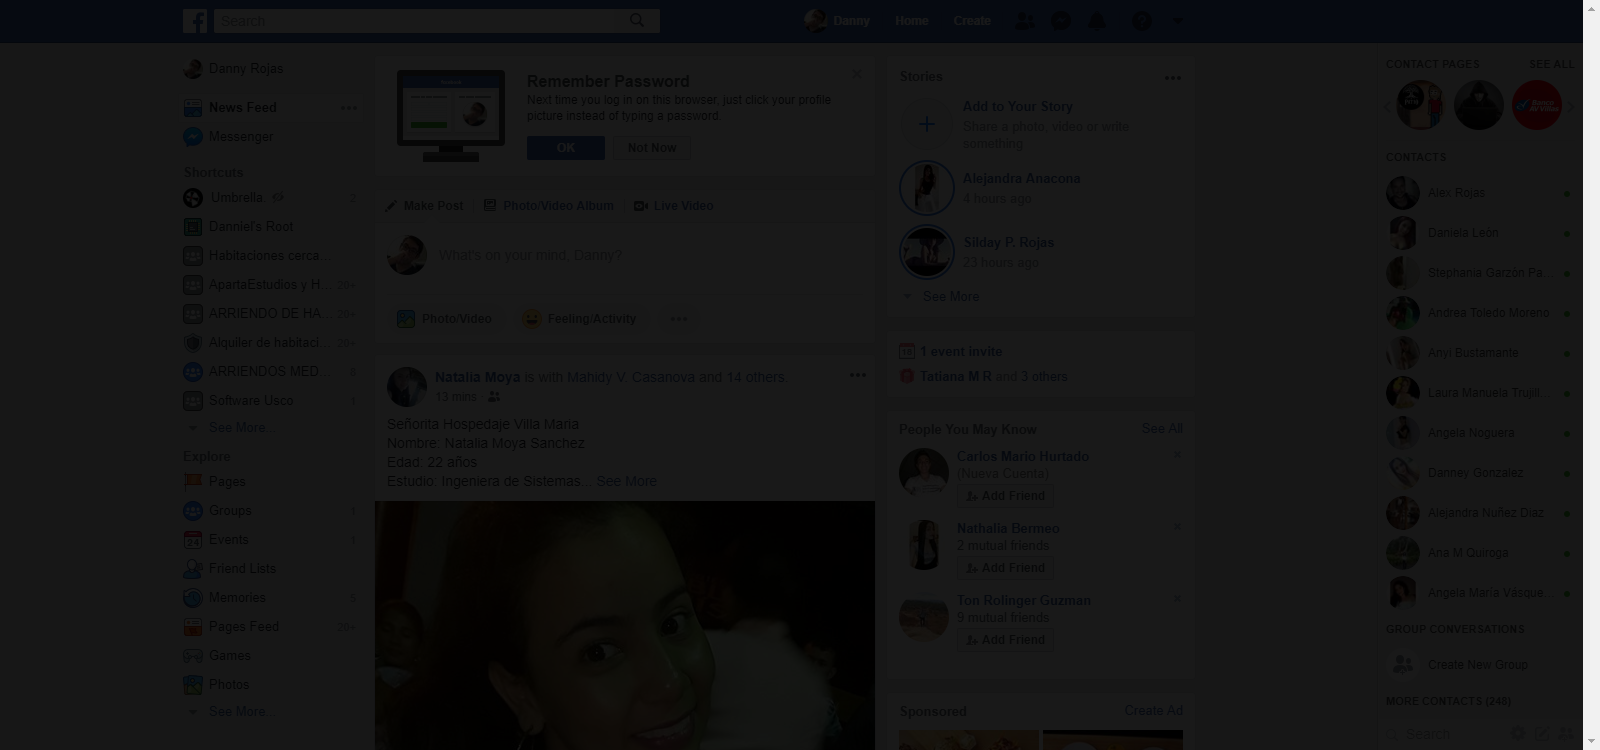 Search
Danny
Home
Create
Danny Rojas
News Feed
Messenger
Shortcuts
Umbrella. 2
Danniel's Root
Habitaciones cerca...
ApartaEstudios y H... 20+
ARRIENDO DE HA... 20+
Alquiler de habitaci... 20+
ARRIENDOS MED... 8
Software Usco 1
See More...
Explore
Pages
Groups 1
Events 1
24
Friend Lists
Memories 5
Pages Feed 20+
Games
Photos
See More...
Remember Password
Next time you log in on this browser, just click your profile
picture instead of typing a password.
OK
Not Now
Make Post
Photo/Video Album
Live Video
What's on your mind, Danny?
Photo/Video
Feeling/Activity
Natalia Moya is with Mahidy V. Casanova and 14 others.
13 mins
Señorita Hospedaje Villa Maria
Nombre: Natalia Moya Sanchez
Edad: 22 años
Estudio: Ingeniera de Sistemas... See More
Stories
Add to Your Story
Share a photo, video or write
something
Alejandra Anacona
4 hours ago
Silday P. Rojas
23 hours ago
See More
1 event invite
Tatiana M R and 3 others
People You May Know
See All
Carlos Mario Hurtado
(Nueva Cuenta)
Add Friend
Nathalia Bermeo
2 mutual friends
Add Friend
Ton Rolinger Guzman
9 mutual friends
Add Friend
Sponsored
Create Ad
CONTACT PAGES
SEE ALL
CONTACTS
Alex Rojas
Daniela León
Stephania Garzón Pa...
Andrea Toledo Moreno
Anyi Bustamante
Laura Manuela Trujill...
Angela Noguera
Danney Gonzalez
Alejandra Nuñez Diaz
Ana M Quiroga
Angela María Vásque...
GROUP CONVERSATIONS
Create New Group
MORE CONTACTS (248)
Search